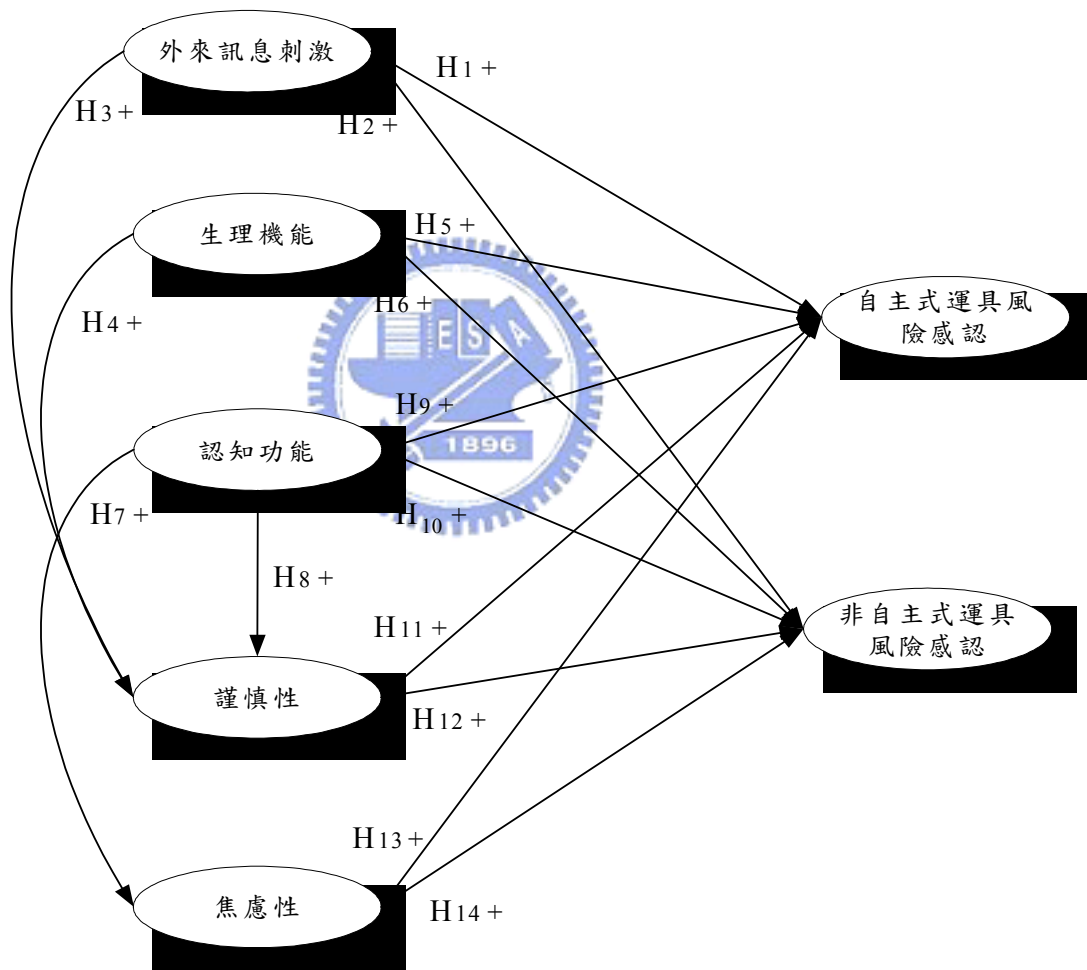 外來訊息刺激
H1+
H3+
H2+
生理機能
H5+
H4+
H6+
自主式運具風
險感認
E S A
H9+
認知功能
1896
H7+
H10+
H8+
非自主式運具
風險感認
H11+
謹慎性
H12+
H13+
焦慮性
H14+